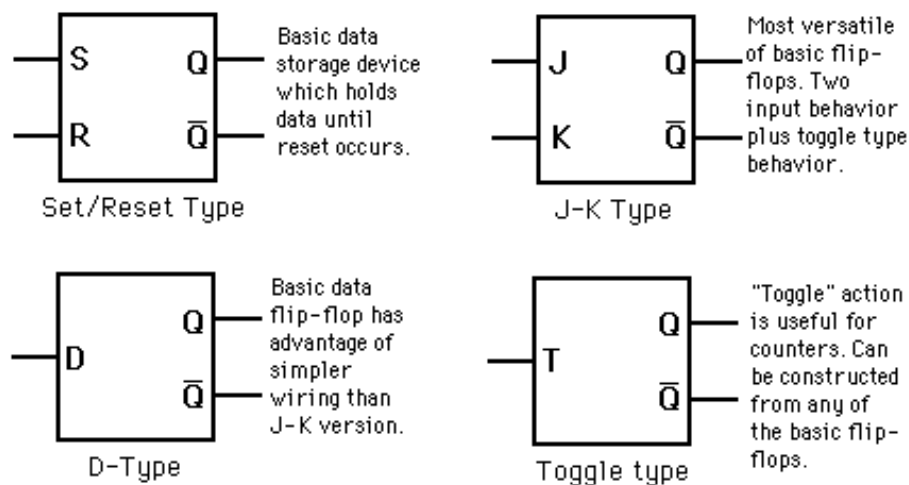 S
Q
R
Q̅
Basic data
storage device
which holds
data until
reset occurs.
Set/Reset Type
J
Q
K
Q̅
Most versatile
of basic flip-
flops. Two
input behavior
plus toggle type
behavior.
J-K Type
D
Q
Q̅
Basic data
flip-flop has
advantage of
simpler
wiring than
J-K version.
D-Type
T
Q
Q̅
"Toggle" action
is useful for
counters. Can
be constructed
from any of
the basic flip-
flops.
Toggle type